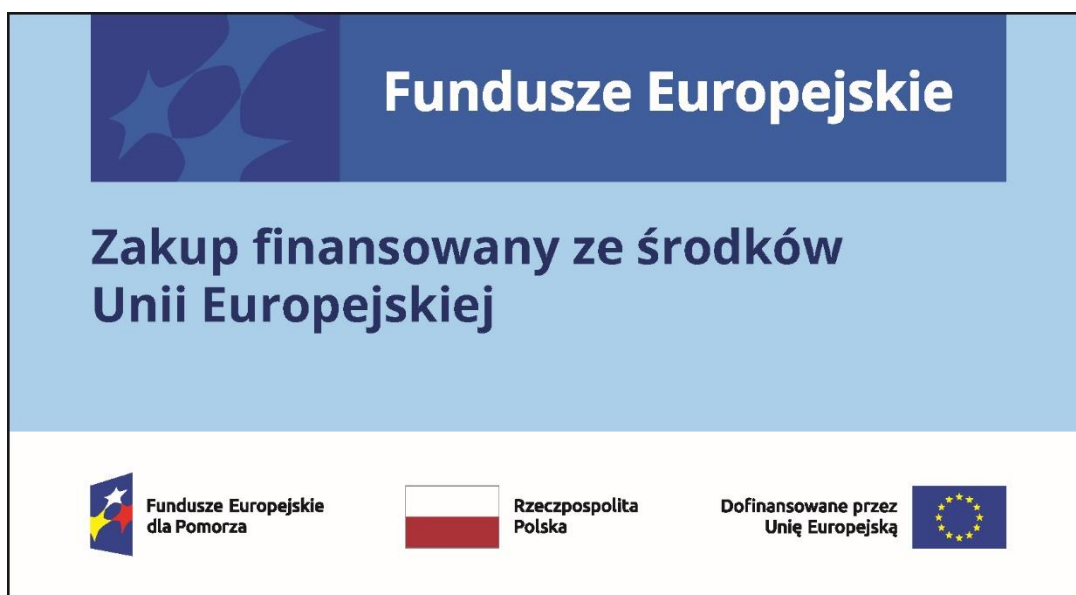 Fundusze Europejskie
Zakup finansowany ze środków
Unii Europejskiej
Fundusze Europejskie
dla Pomorza
Rzeczpospolita
Polska
Dofinansowane przez
Unię Europejską